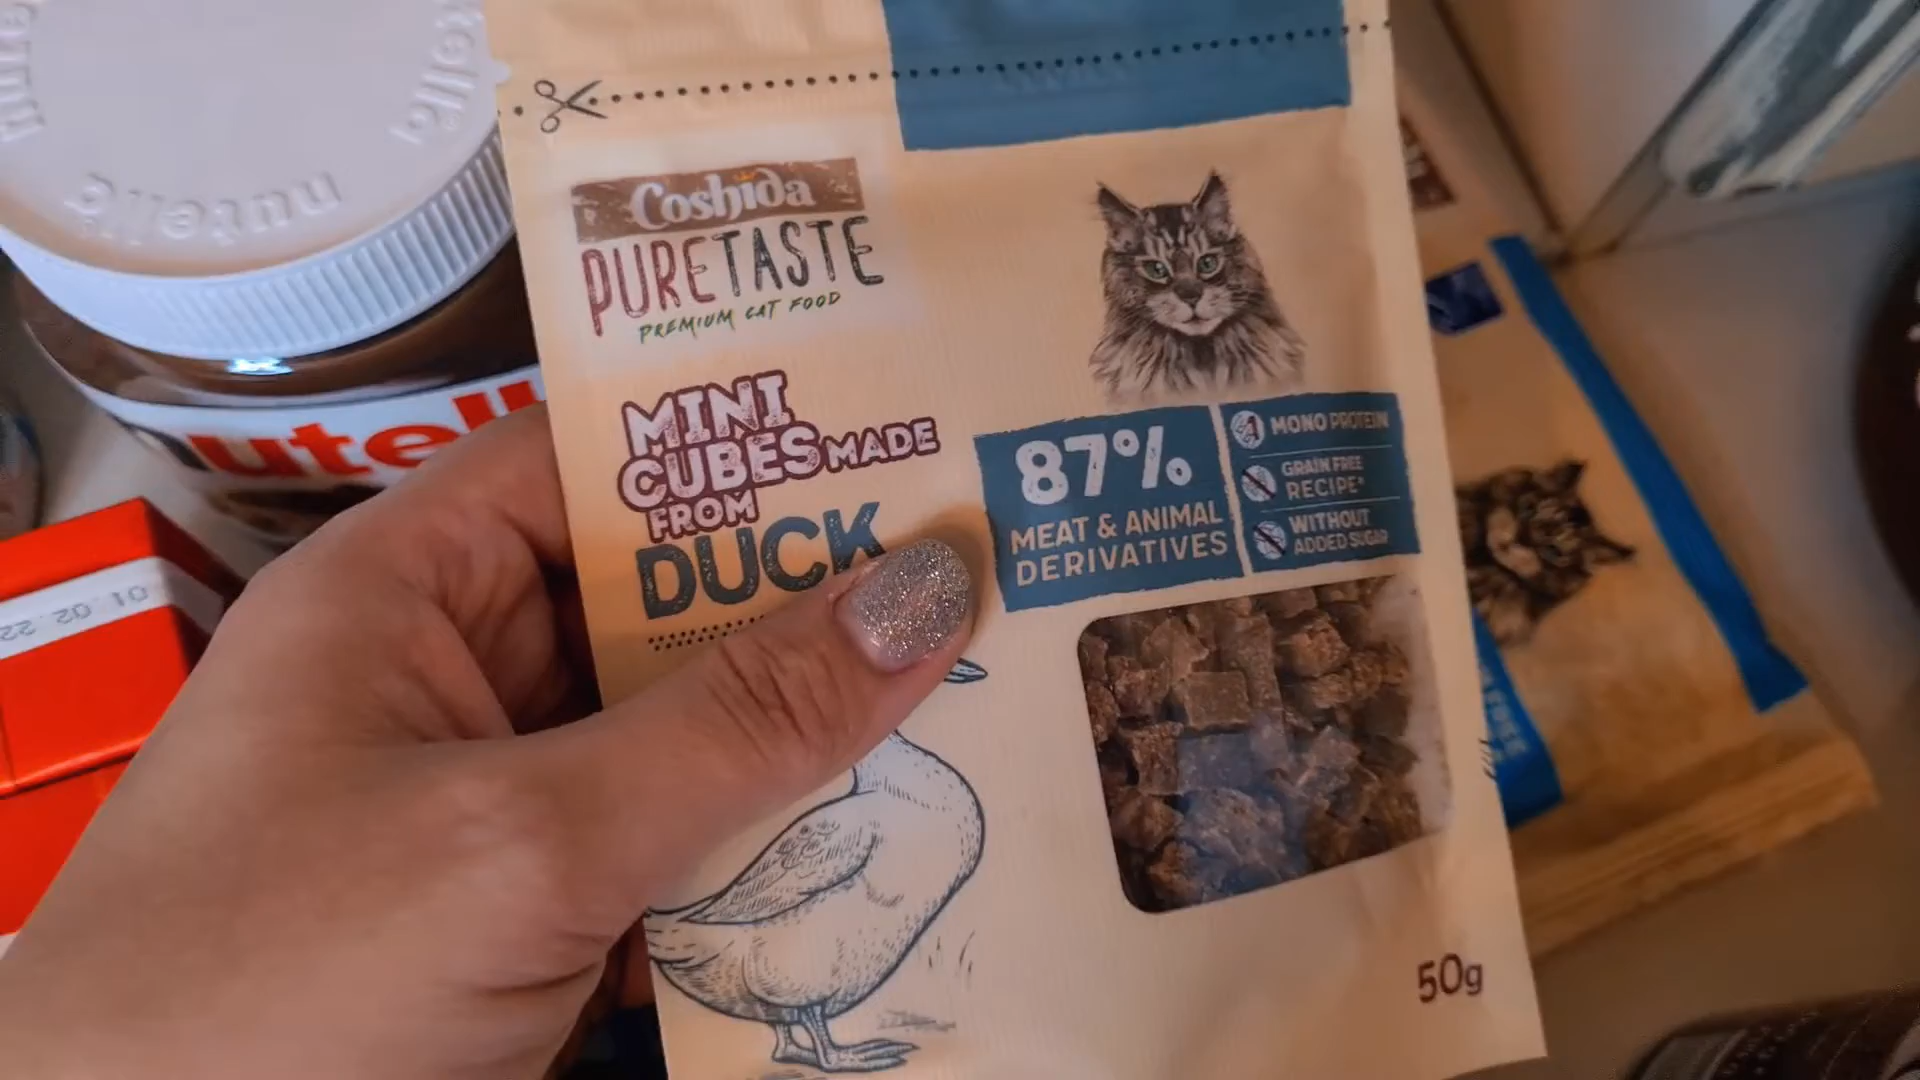 nutella
nutella
utell
01.02.22
Coshida
PURETASTE
PREMIUM CAT FOOD
MINI
CUBES MADE
FROM
DUCK
87%
MEAT & ANIMAL
DERIVATIVES
MONO PROTEIN
GRAIN FREE
RECIPE*
WITHOUT
ADDED SUGAR
50g